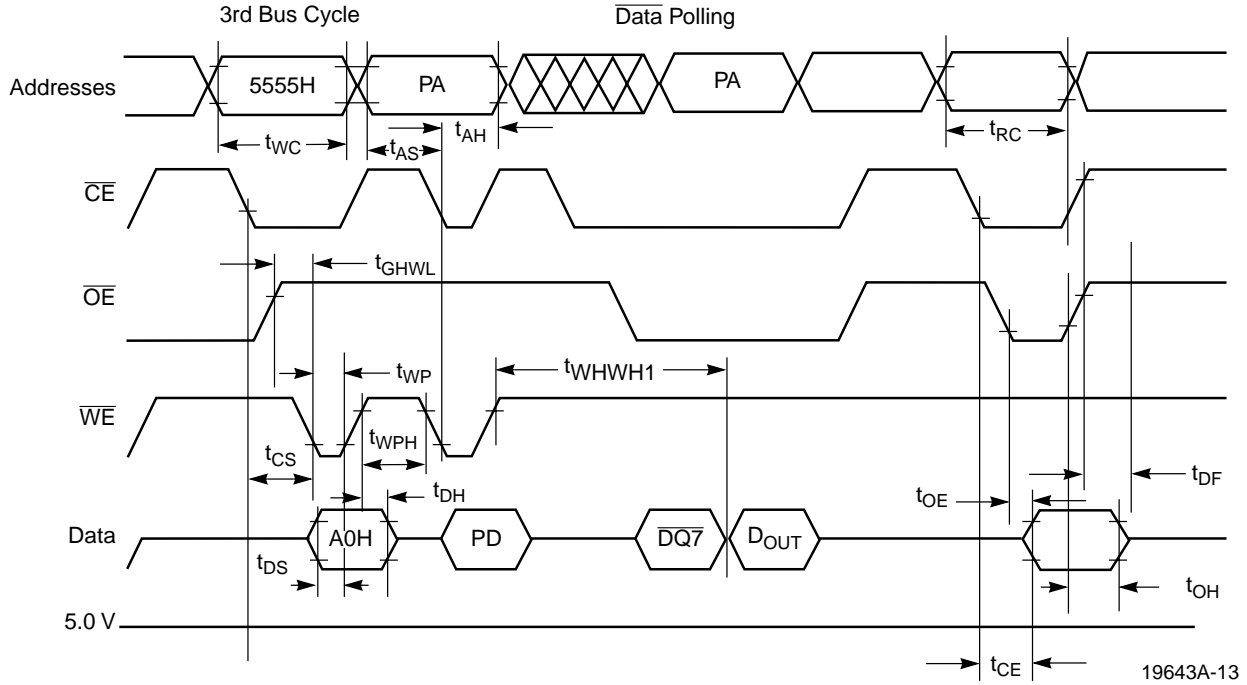 3rd Bus Cycle
Data Polling
Addresses
5555H
PA
PA
tWC
tAS
tAH
tRC
CE
tGHWL
OE
tWP
tWHWH1
WE
tWPH
tCS
tDH
tOE
tDF
Data
A0H
PD
DQ7
DOUT
tDS
tOH
5.0 V
tCE
19643A-13